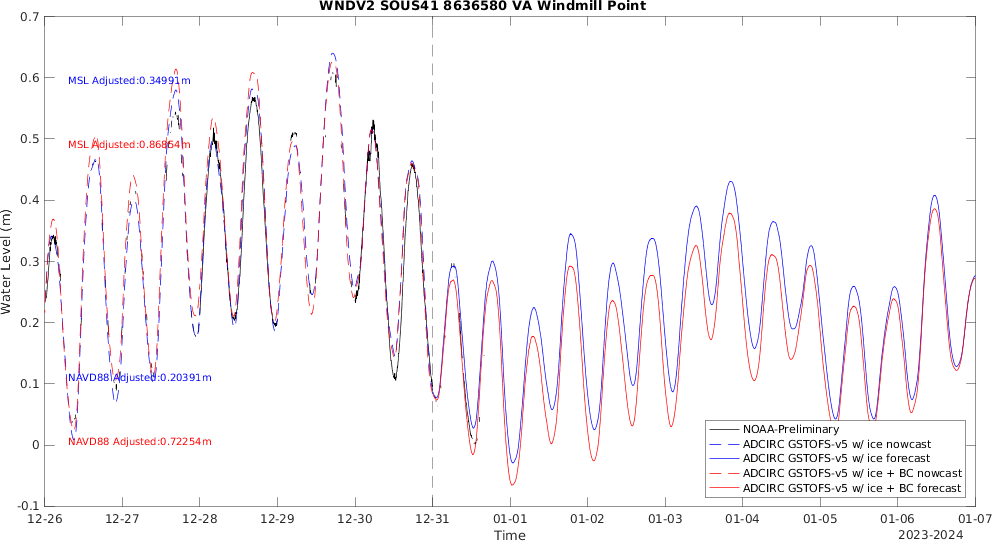 WNDV2 SOUS41 8636580 VA Windmill Point
0.7
0.6
0.5
0.4
0.3
0.2
0.1
0
-0.1
Water Level (m)
MSL Adjusted:0.34991m
MSL Adjusted:0.86854m
NAVD88 Adjusted:0.20391m
NAVD88 Adjusted:0.72254m
NOAA-Preliminary
ADCIRC GSTOFS-v5 w/ ice nowcast
ADCIRC GSTOFS-v5 w/ ice forecast
ADCIRC GSTOFS-v5 w/ ice + BC nowcast
ADCIRC GSTOFS-v5 w/ ice + BC forecast
12-26 12-27 12-28 12-29 12-30 12-31 01-01 01-02 01-03 01-04 01-05 01-06 01-07
Time
2023-2024